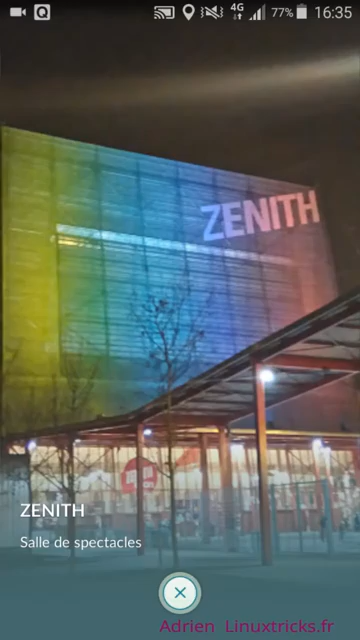 4G
77%
16:35
ZENITH
ZENITH
Salle de spectacles
Adrien Linuxtricks.fr